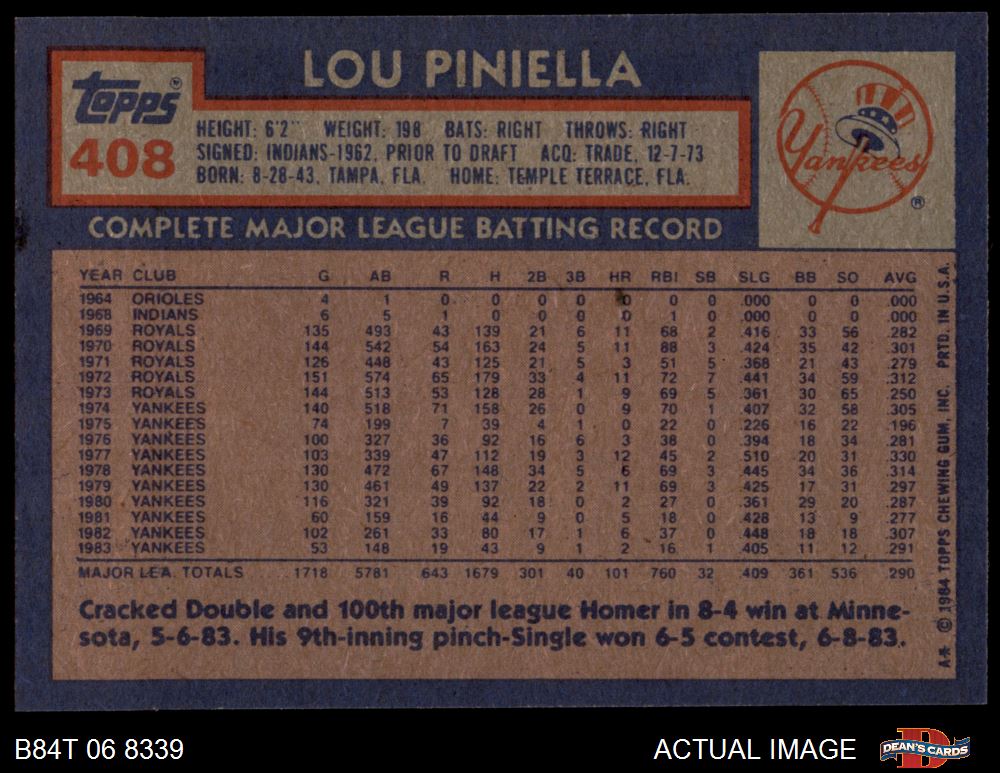 LOU PINIELLA
Topps
408
HEIGHT: 6'2" WEIGHT: 198 BATS: RIGHT THROWS: RIGHT
SIGNED: INDIANS-1962, PRIOR TO DRAFT ACQ: TRADE, 12-7-73
BORN: 8-28-43, TAMPA, FLA. HOME: TEMPLE TERRACE, FLA.
Yankees
®
COMPLETE MAJOR LEAGUE BATTING RECORD
YEAR CLUB G AB R H 2B 3B HR RBI SB SLG BB SO AVG
1964 ORIOLES 4 1 0 0 0 0 0 0 0 .000 0 0 .000
1968 INDIANS 6 5 1 0 0 0 0 1 0 .000 0 0 .000
1969 ROYALS 135 493 43 139 21 6 11 68 2 .416 33 56 .282
1970 ROYALS 144 542 54 163 24 5 11 88 3 .424 35 42 .301
1971 ROYALS 126 448 43 125 21 5 3 51 5 .368 21 43 .279
1972 ROYALS 151 574 65 179 33 4 11 72 7 .441 34 59 .312
1973 ROYALS 144 513 53 128 28 1 9 69 5 .361 30 65 .250
1974 YANKEES 140 518 71 158 26 0 9 70 1 .407 32 58 .305
1975 YANKEES 74 199 7 39 4 1 0 22 0 .226 16 22 .196
1976 YANKEES 100 327 36 92 16 6 3 38 0 .394 18 34 .281
1977 YANKEES 103 339 47 112 19 3 12 45 2 .510 20 31 .330
1978 YANKEES 130 472 67 148 34 5 6 69 3 .445 34 36 .314
1979 YANKEES 130 461 49 137 22 2 11 69 3 .425 17 31 .297
1980 YANKEES 116 321 39 92 18 0 2 27 0 .361 29 20 .287
1981 YANKEES 60 159 16 44 9 0 5 18 0 .428 13 9 .277
1982 YANKEES 102 261 33 80 17 1 6 37 0 .448 18 18 .307
1983 YANKEES 53 148 19 43 9 1 2 16 1 .405 11 12 .291
MAJOR LEA. TOTALS 1718 5781 643 1679 301 40 101 760 32 .409 361 536 .290
Cracked Double and 100th major league Homer in 8-4 win at Minne-
sota, 5-6-83. His 9th-inning pinch-Single won 6-5 contest, 6-8-83.
A★ © 1984 TOPPS CHEWING GUM, INC. PRTD. IN U.S.A.
B84T 06 8339
ACTUAL IMAGE
D
DEAN'S CARDS